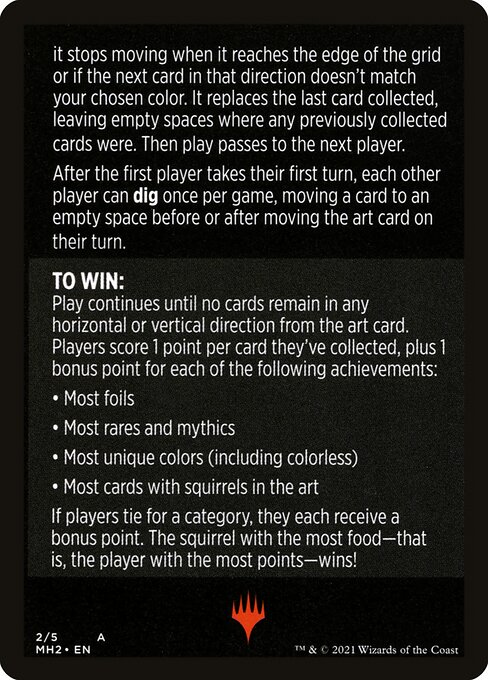 it stops moving when it reaches the edge of the grid
or if the next card in that direction doesn't match
your chosen color. It replaces the last card collected,
leaving empty spaces where any previously collected
cards were. Then play passes to the next player.
After the first player takes their first turn, each other
player can dig once per game, moving a card to an
empty space before or after moving the art card on
their turn.
TO WIN:
Play continues until no cards remain in any
horizontal or vertical direction from the art card.
Players score 1 point per card they've collected, plus 1
bonus point for each of the following achievements:
• Most foils
• Most rares and mythics
• Most unique colors (including colorless)
• Most cards with squirrels in the art
If players tie for a category, they each receive a
bonus point. The squirrel with the most food—that
is, the player with the most points—wins!
2/5 A
MH2 • EN
™ & © 2021 Wizards of the Coast